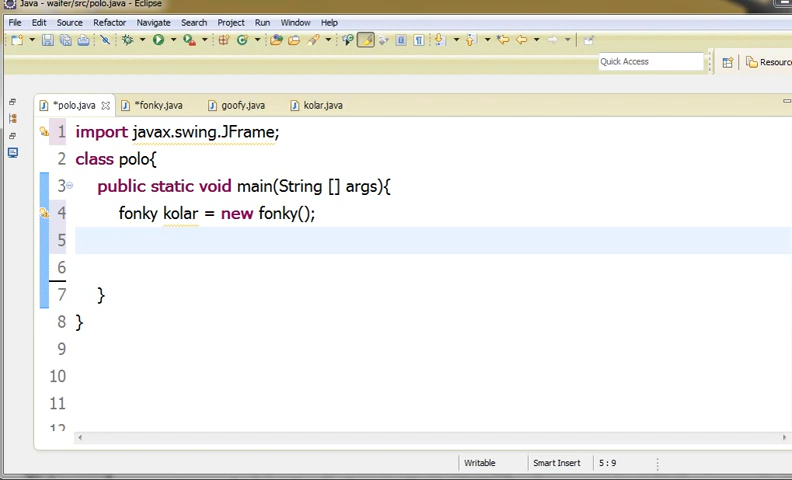 Java - waifer/src/polo.java - Eclipse
File Edit Source Refactor Navigate Search Project Run Window Help
Quick Access
Resource
*polo.java *fonky.java goofy.java kolar.java
1 import javax.swing.JFrame;
2 class polo{
3 public static void main(String [] args){
4 fonky kolar = new fonky();
5
6
7 }
8 }
9
10
11
12
Writable Smart Insert 5 : 9